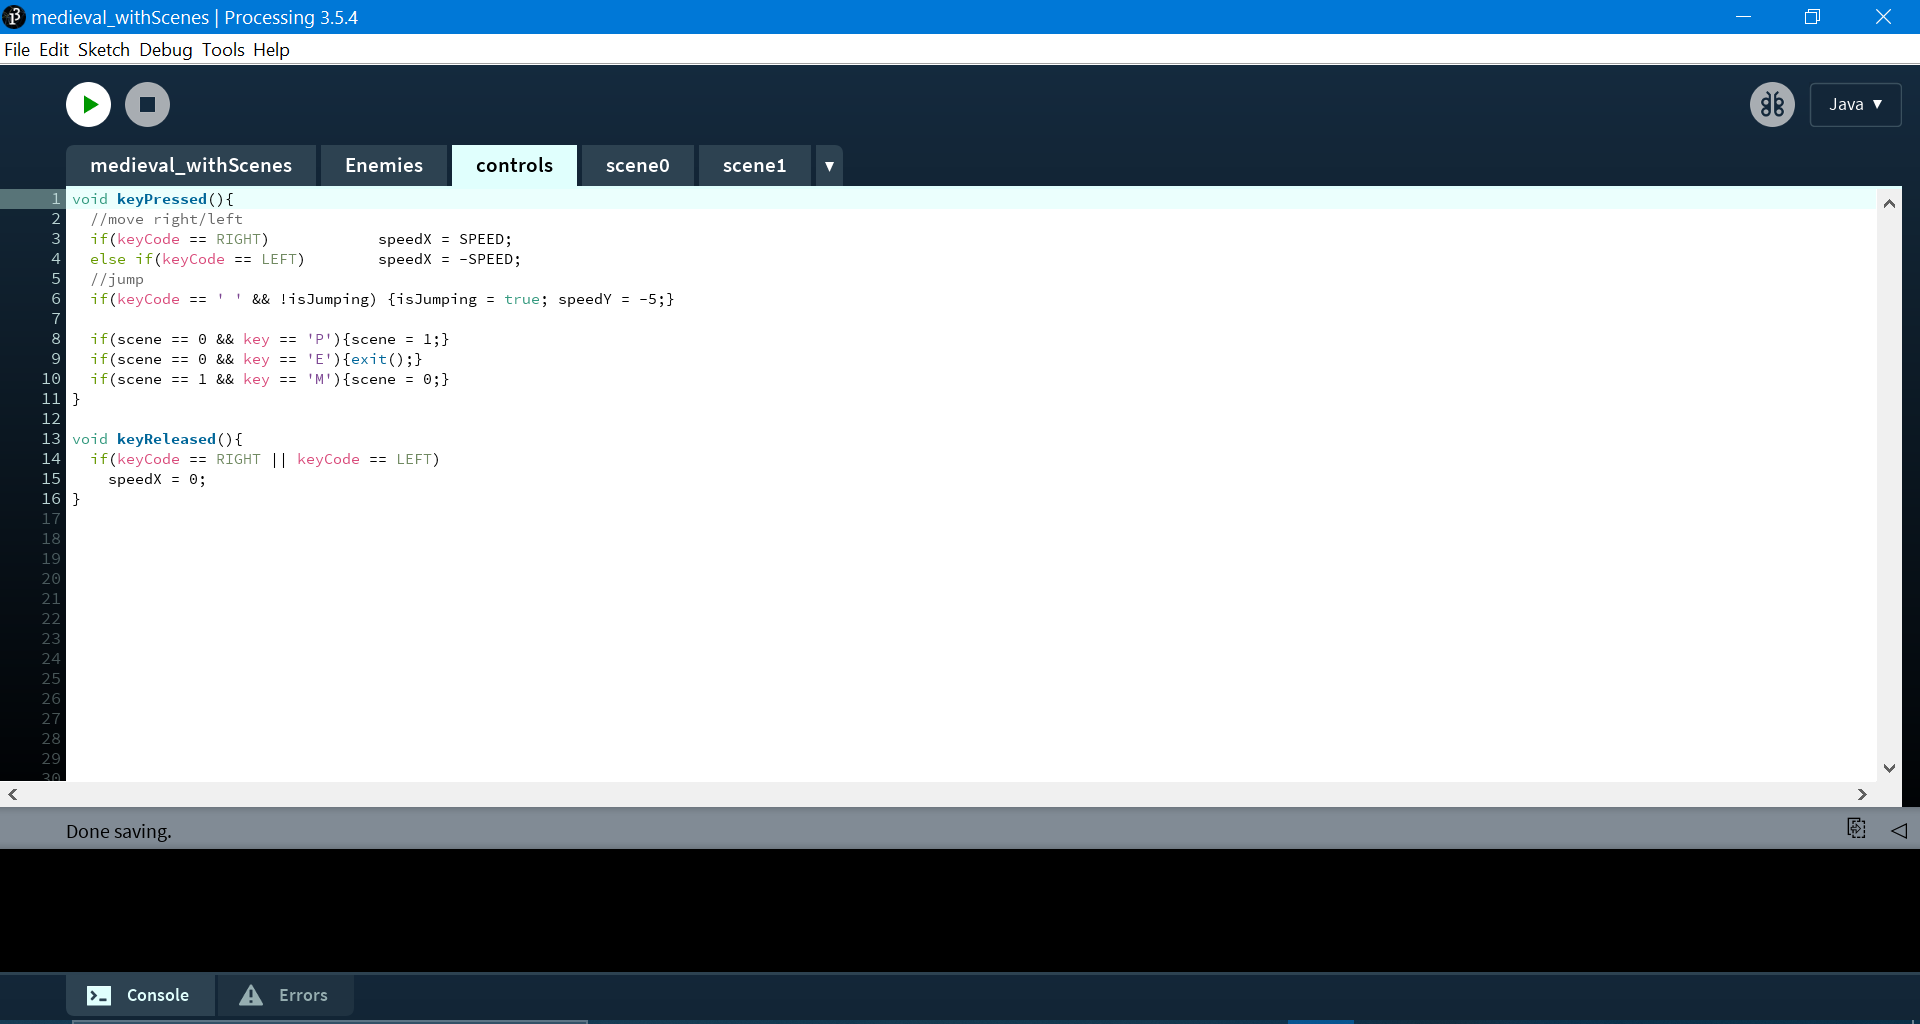 medieval_withScenes | Processing 3.5.4
File Edit Sketch Debug Tools Help
Java ▼
medieval_withScenes Enemies controls scene0 scene1 ▼
1 void keyPressed(){
2   //move right/left
3   if(keyCode == RIGHT)            speedX = SPEED;
4   else if(keyCode == LEFT)        speedX = -SPEED;
5   //jump
6   if(keyCode == ' ' && !isJumping) {isJumping = true; speedY = -5;}
7
8   if(scene == 0 && key == 'P'){scene = 1;}
9   if(scene == 0 && key == 'E'){exit();}
10   if(scene == 1 && key == 'M'){scene = 0;}
11 }
12
13 void keyReleased(){
14   if(keyCode == RIGHT || keyCode == LEFT)
15     speedX = 0;
16 }
17
18
19
20
21
22
23
24
25
26
27
28
29
30
Done saving.
Console Errors